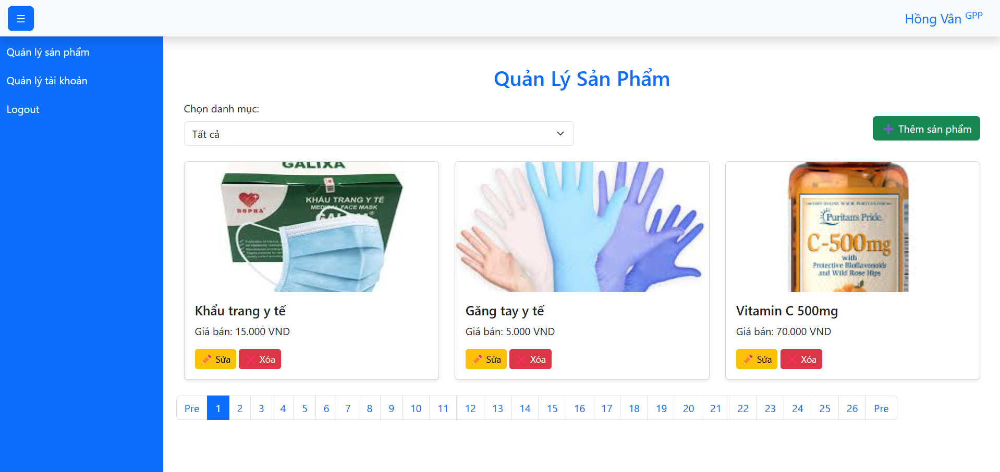 ☰
Hồng Vân GPP
Quản lý sản phẩm
Quản lý tài khoản
Logout
Quản Lý Sản Phẩm
Chọn danh mục:
Tất cả
➕ Thêm sản phẩm
GALIXA
KHẨU TRANG Y TẾ
MEDICAL FACE MASK
GALIXA®
DOPHA
Puritan's Pride
C-500mg
with
Protective Bioflavonoids
and Wild Rose Hips
Khẩu trang y tế
Giá bán: 15.000 VND
Sửa Xóa
Găng tay y tế
Giá bán: 5.000 VND
Sửa Xóa
Vitamin C 500mg
Giá bán: 70.000 VND
Sửa Xóa
Pre 1 2 3 4 5 6 7 8 9 10 11 12 13 14 15 16 17 18 19 20 21 22 23 24 25 26 Pre